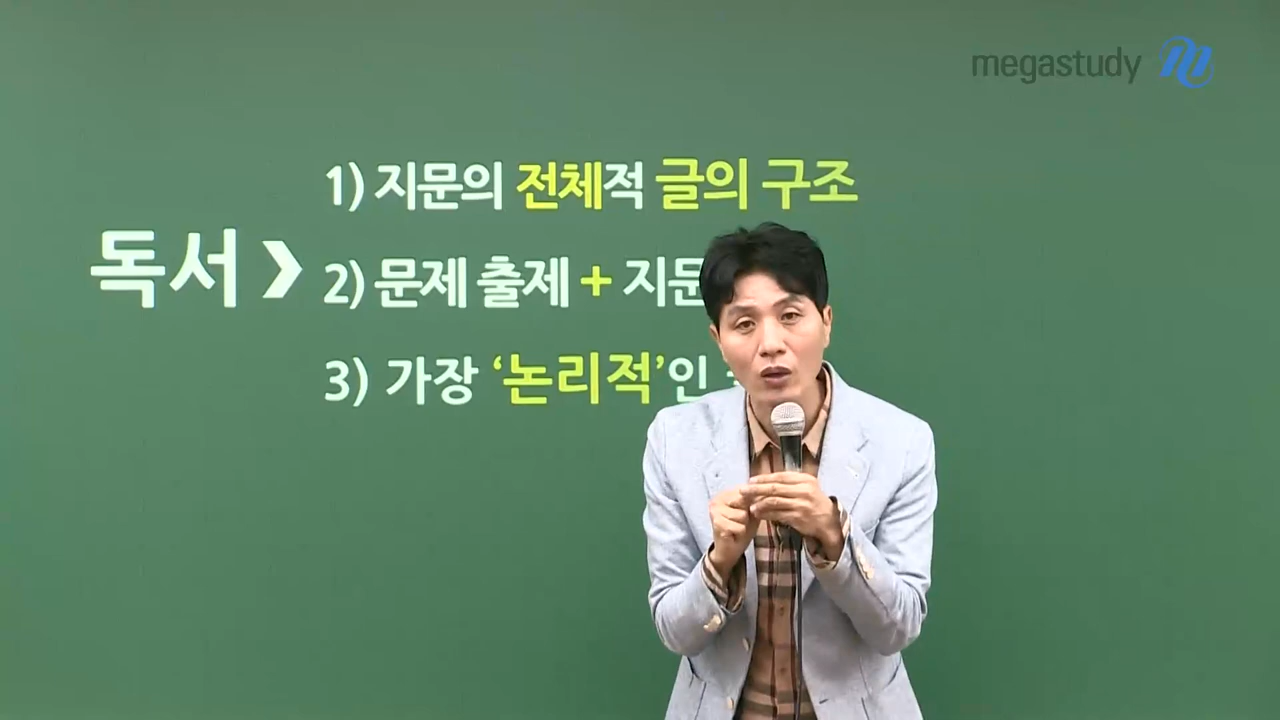 megastudy
1) 지문의 전체적 글의 구조
독서 > 2) 문제 출제 + 지문
3) 가장 ‘논리적’인